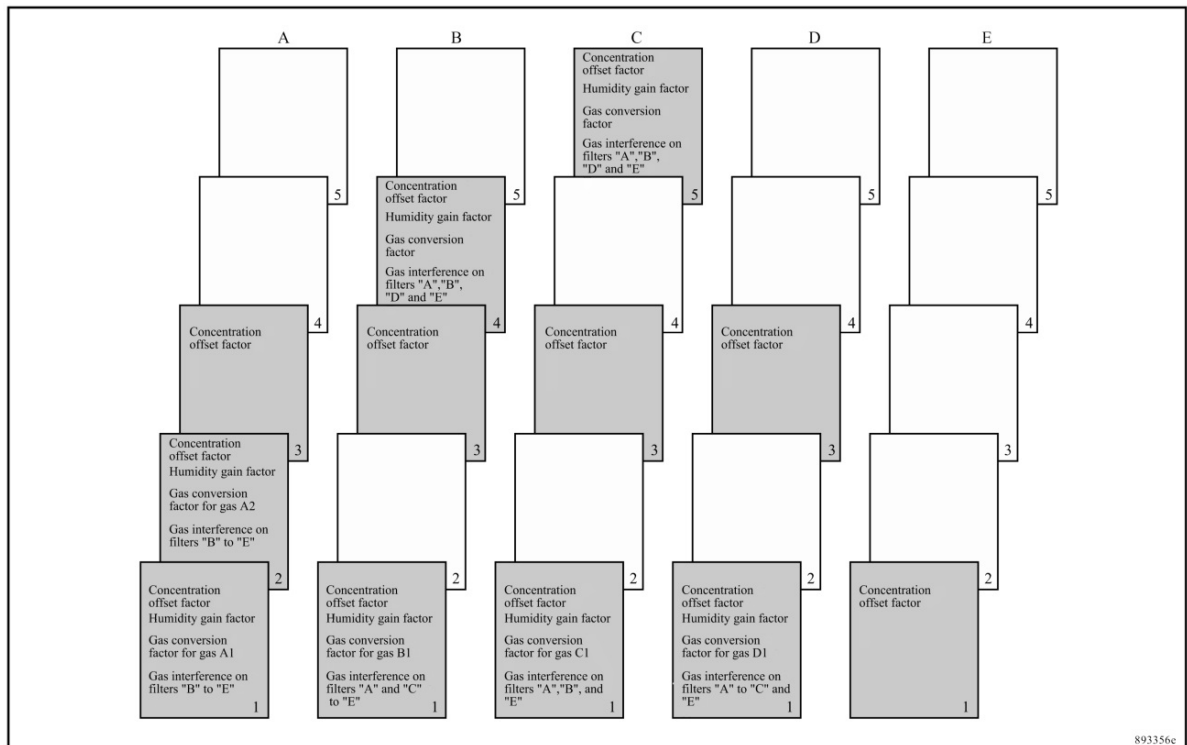 A B C D E
Concentration
offset factor
Humidity gain factor
Gas conversion
factor
Gas interference on
filters "A","B",
"D" and "E"
5
5
5
5
5
Concentration
offset factor
Humidity gain factor
Gas conversion
factor
Gas interference on
filters "A","B",
"D" and "E"
4
4
4
4
4
Concentration
offset factor
3
Concentration
offset factor
3
Concentration
offset factor
3
Concentration
offset factor
3
3
Concentration
offset factor
Humidity gain factor
Gas conversion
factor for gas A2
Gas interference on
filters "B" to "E"
2
2
2
2
2
Concentration
offset factor
Humidity gain factor
Gas conversion
factor for gas A1
Gas interference on
filters "B" to "E"
1
Concentration
offset factor
Humidity gain factor
Gas conversion
factor for gas B1
Gas interference on
filters "A" and "C"
to "E"
1
Concentration
offset factor
Humidity gain factor
Gas conversion
factor for gas C1
Gas interference on
filters "A","B", and
"E"
1
Concentration
offset factor
Humidity gain factor
Gas conversion
factor for gas D1
Gas interference on
filters "A" to "C" and
"E"
1
Concentration
offset factor
1
893356e